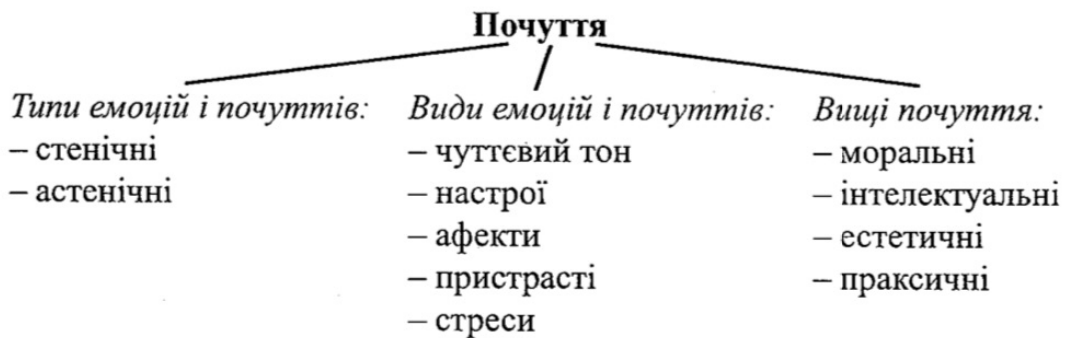 Почуття
Типи емоцій і почуттів:
– стенічні
– астенічні
Види емоцій і почуттів:
– чуттєвий тон
– настрої
– афекти
– пристрасті
– стреси
Вищі почуття:
– моральні
– інтелектуальні
– естетичні
– праксичні